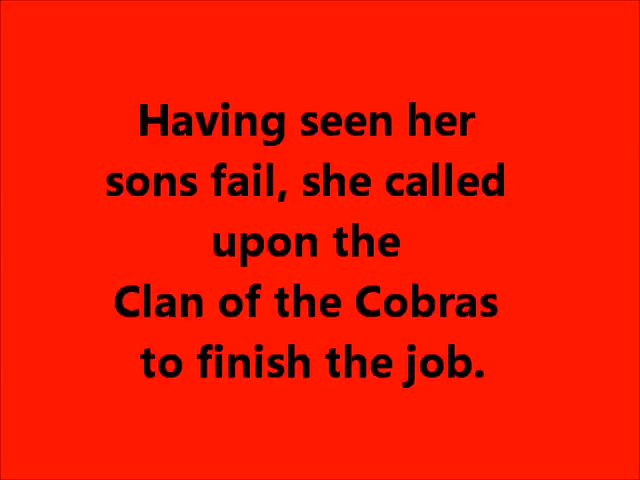 Having seen her
sons fail, she called
upon the
Clan of the Cobras
to finish the job.